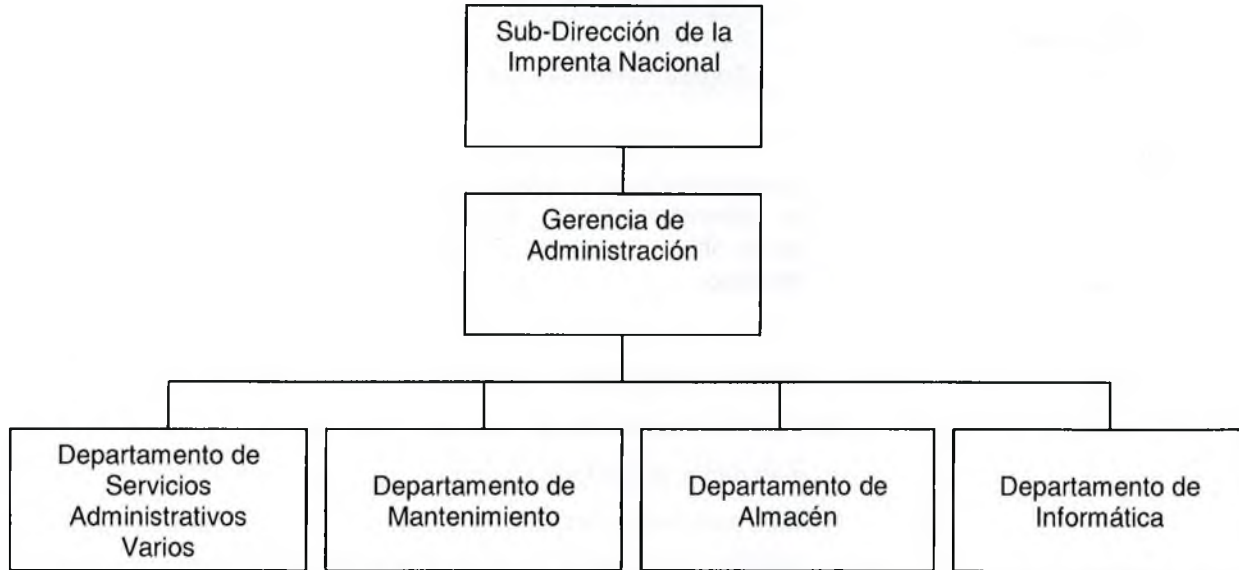 Sub-Dirección de la
Imprenta Nacional
Gerencia de
Administración
Departamento de
Servicios
Administrativos
Varios
Departamento de
Mantenimiento
Departamento de
Almacén
Departamento de
Informática